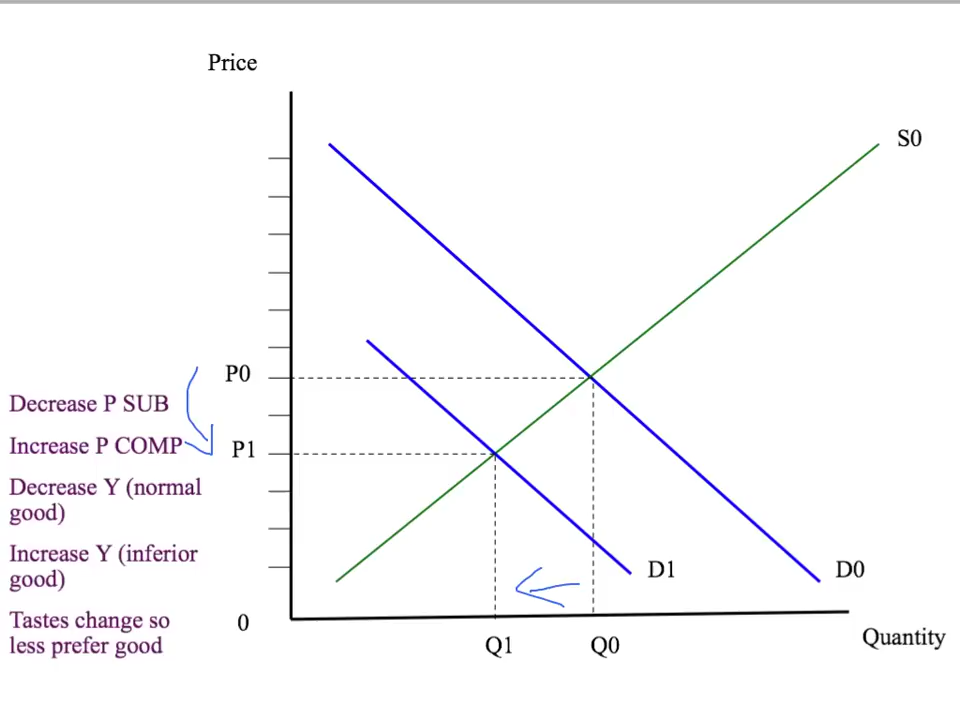 Price
S0
P0
Decrease P SUB
Increase P COMP
P1
Decrease Y (normal
good)
Increase Y (inferior
good)
D1
D0
Tastes change so
less prefer good
0
Q1
Q0
Quantity